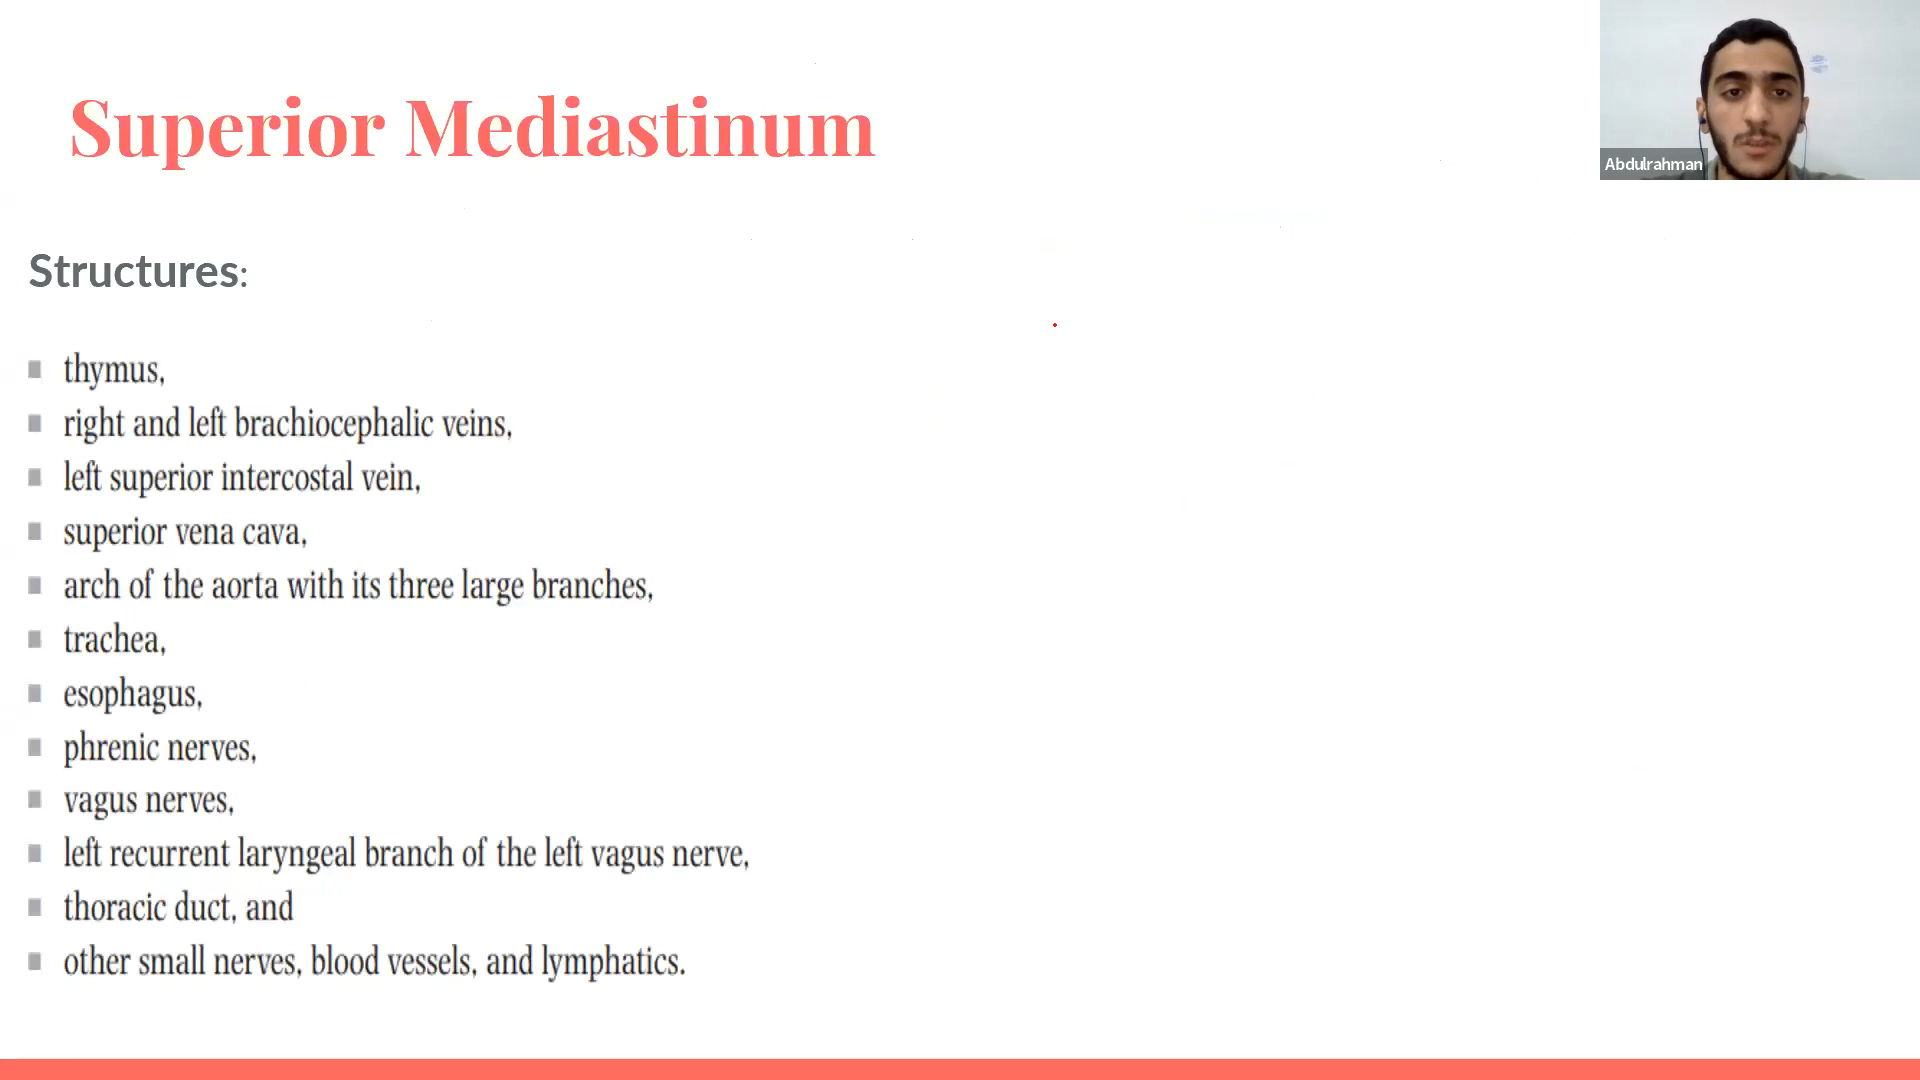 Superior Mediastinum
Abdulrahman
Structures:
thymus,
right and left brachiocephalic veins,
left superior intercostal vein,
superior vena cava,
arch of the aorta with its three large branches,
trachea,
esophagus,
phrenic nerves,
vagus nerves,
left recurrent laryngeal branch of the left vagus nerve,
thoracic duct, and
other small nerves, blood vessels, and lymphatics.